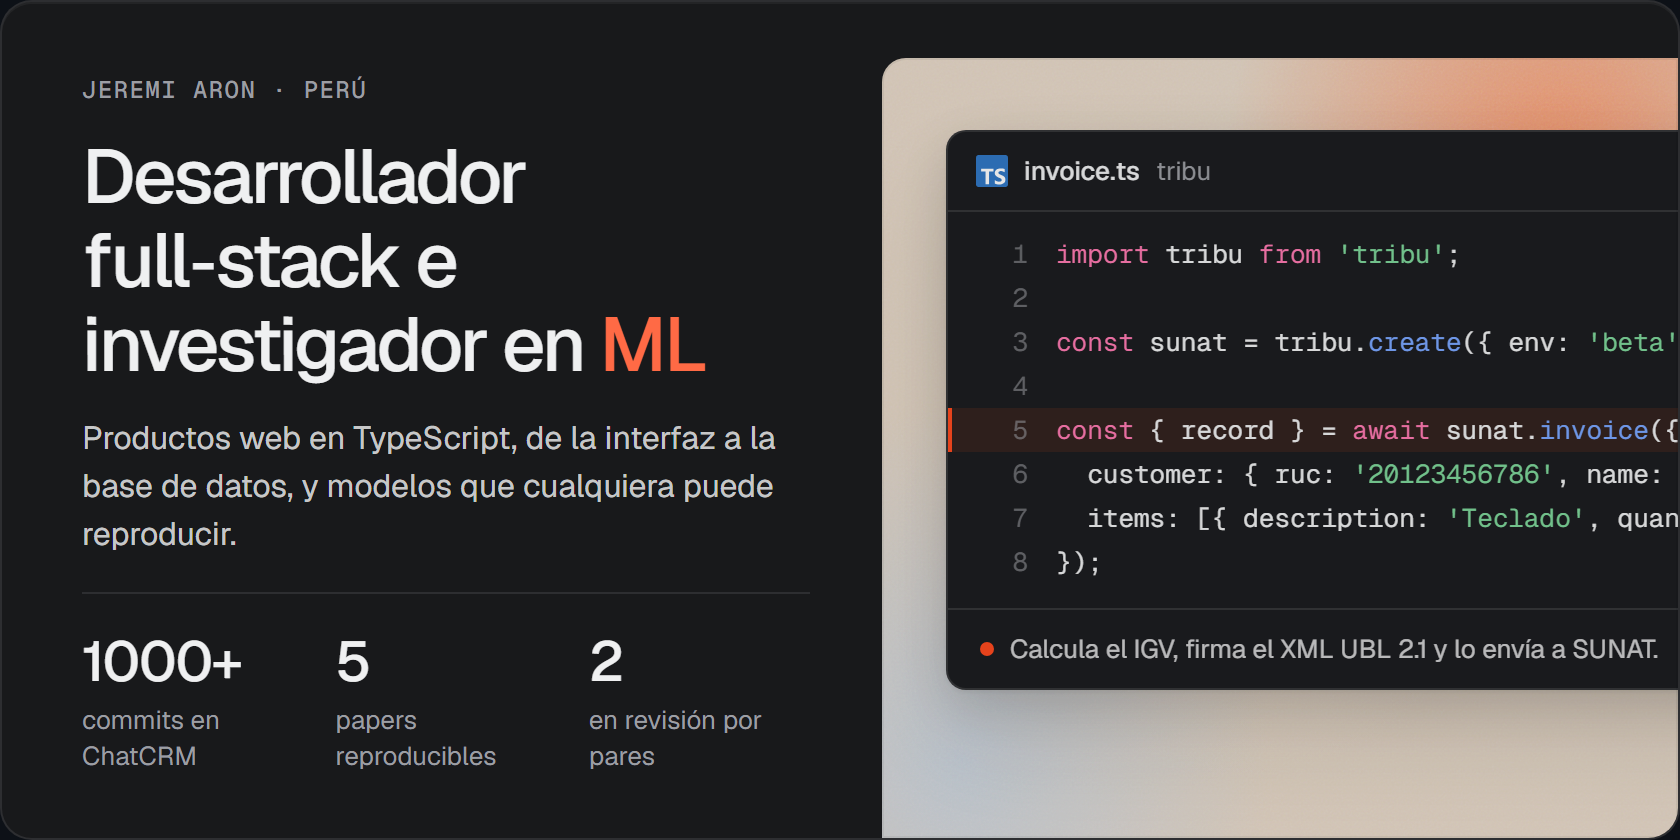 JEREMI ARON · PERÚ
Desarrollador
full-stack e
investigador en ML
Productos web en TypeScript, de la interfaz a la
base de datos, y modelos que cualquiera puede
reproducir.
1000+
commits en
ChatCRM
5
papers
reproducibles
2
en revisión por
pares
TS invoice.ts tribu
1 import tribu from 'tribu';
2
3 const sunat = tribu.create({ env: 'beta'
4
5 const { record } = await sunat.invoice({
6 customer: { ruc: '20123456786', name:
7 items: [{ description: 'Teclado', quan
8 });
Calcula el IGV, firma el XML UBL 2.1 y lo envía a SUNAT.